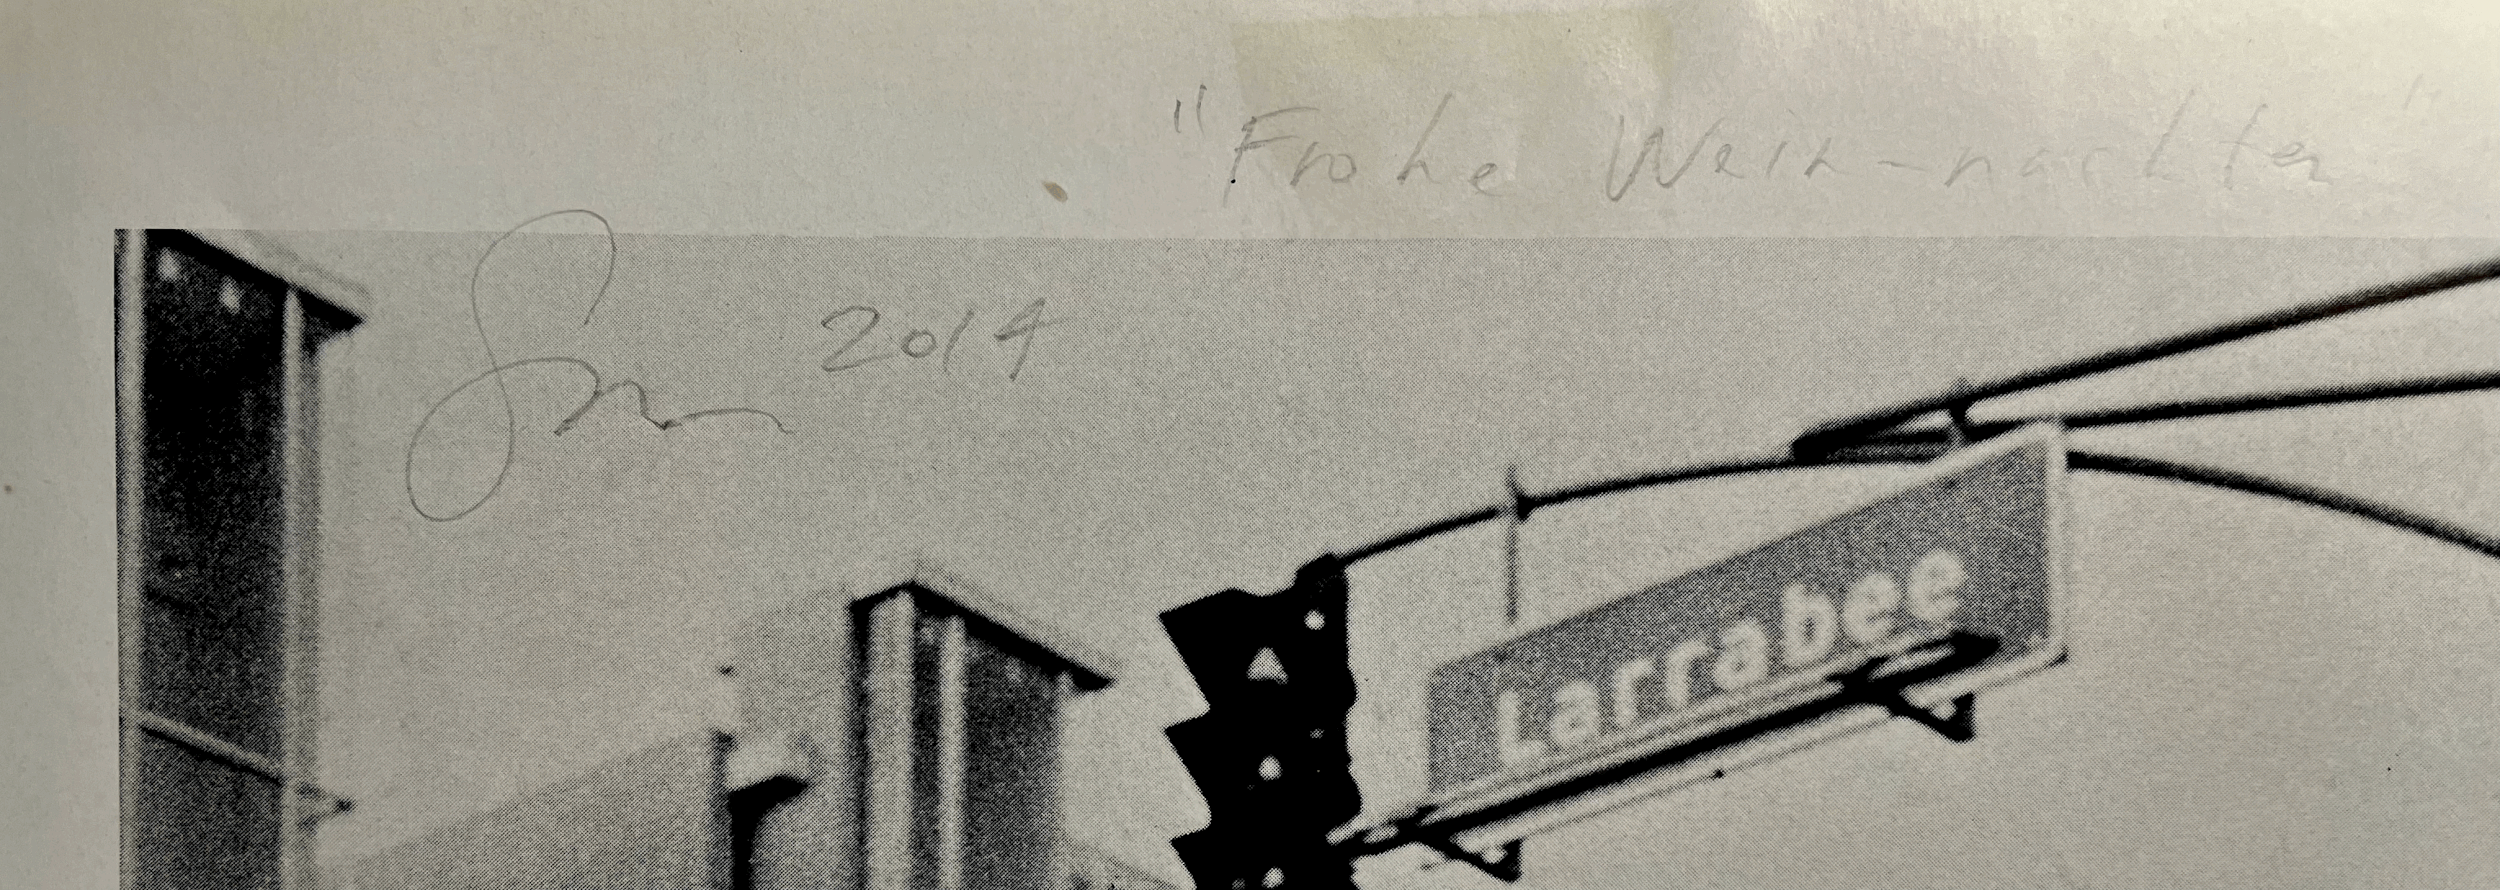 "Frohe Weih-nachten"
2014
Larrabee